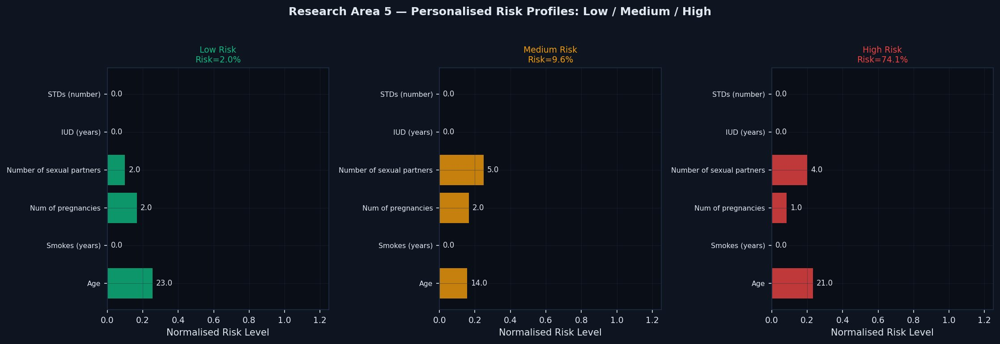 Research Area 5 — Personalised Risk Profiles: Low / Medium / High
Low Risk
Risk=2.0%
STDs (number)
0.0
IUD (years)
0.0
Number of sexual partners
2.0
Num of pregnancies
2.0
Smokes (years)
0.0
Age
23.0
0.0 0.2 0.4 0.6 0.8 1.0 1.2
Normalised Risk Level
Medium Risk
Risk=9.6%
STDs (number)
0.0
IUD (years)
0.0
Number of sexual partners
5.0
Num of pregnancies
2.0
Smokes (years)
0.0
Age
14.0
0.0 0.2 0.4 0.6 0.8 1.0 1.2
Normalised Risk Level
High Risk
Risk=74.1%
STDs (number)
0.0
IUD (years)
0.0
Number of sexual partners
4.0
Num of pregnancies
1.0
Smokes (years)
0.0
Age
21.0
0.0 0.2 0.4 0.6 0.8 1.0 1.2
Normalised Risk Level